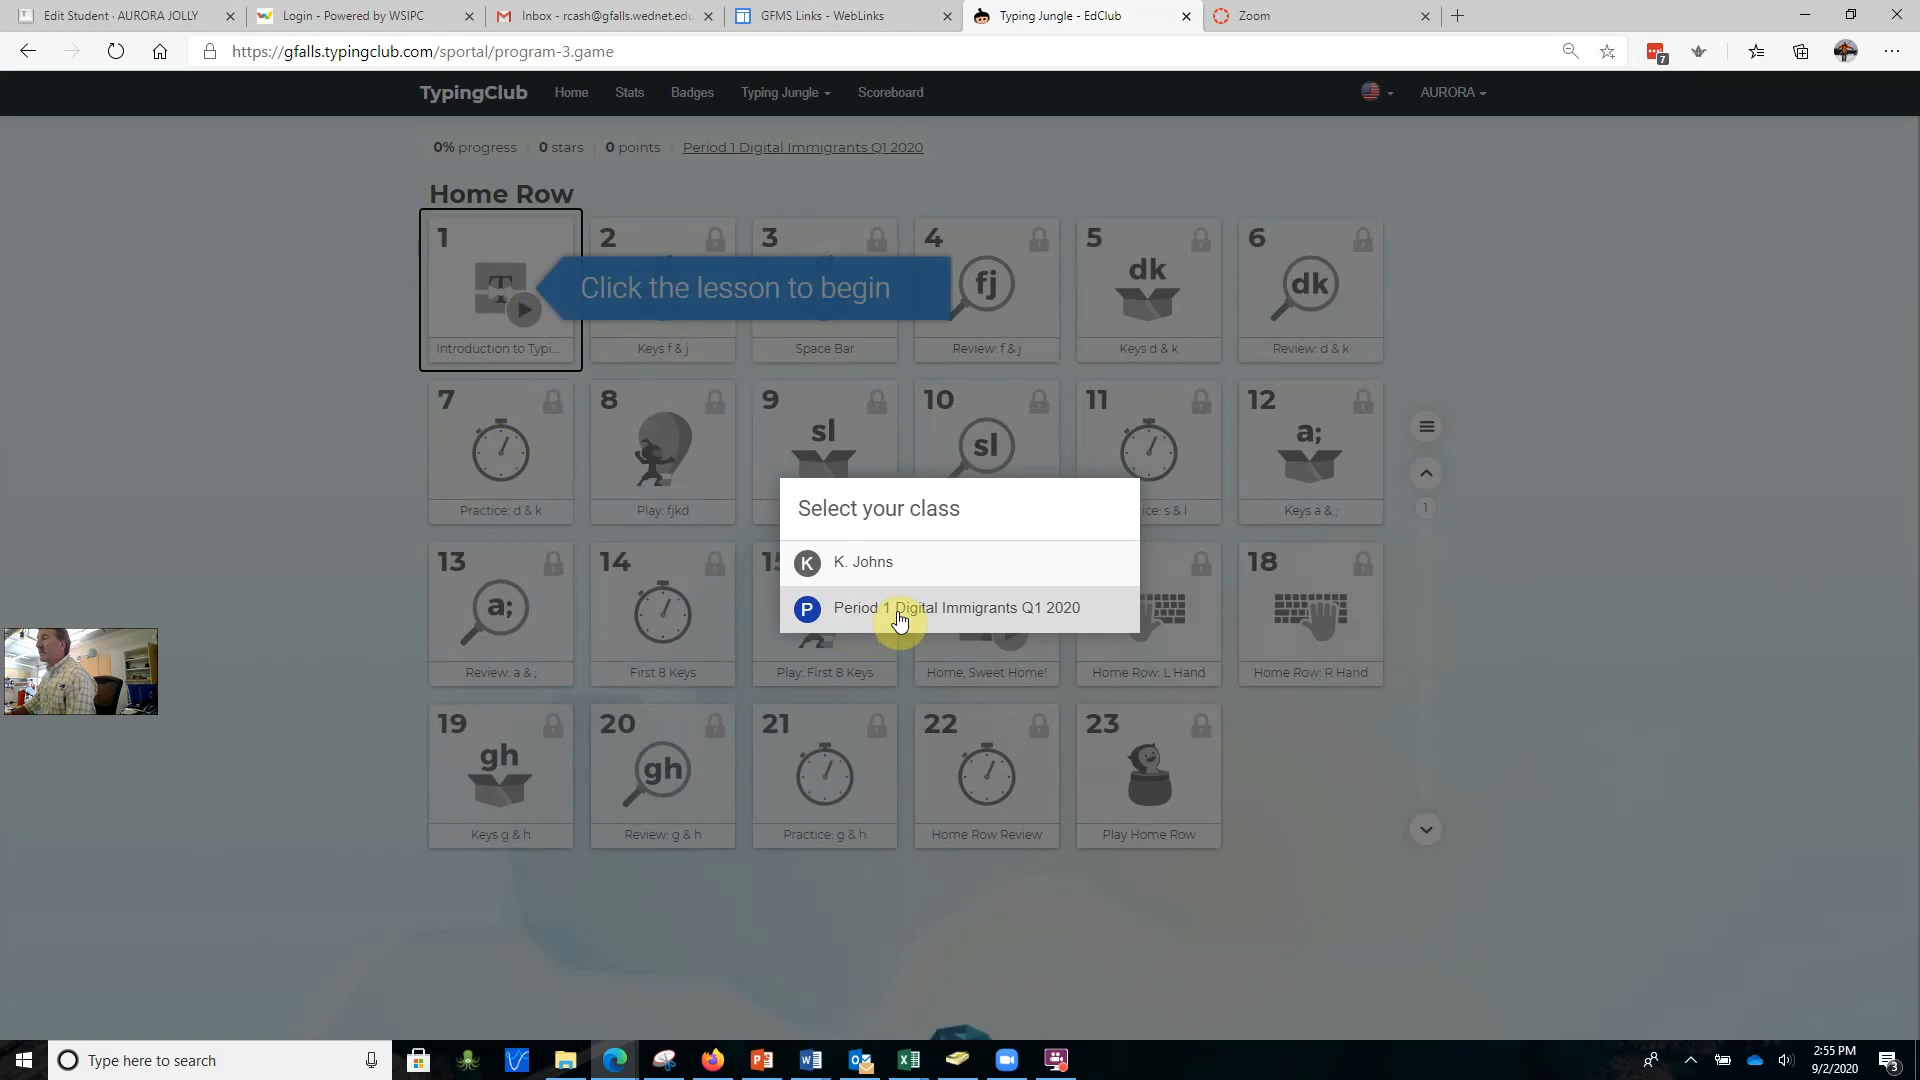 Edit Student · AURORA JOLLY
Login - Powered by WSIPC
Inbox - rcash@gfalls.wednet.edu
GFMS Links - WebLinks
Typing Jungle - EdClub
Zoom
https://gfalls.typingclub.com/sportal/program-3.game
7
TypingClub
Home
Stats
Badges
Typing Jungle
Scoreboard
AURORA
0% progress
0 stars
0 points
Period 1 Digital Immigrants Q1 2020
Home Row
1
2
3
4
5
6
T
Click the lesson to begin
fj
dk
dk
Introduction to Typi...
Keys f & j
Space Bar
Review: f & j
Keys d & k
Review: d & k
7
8
9
10
11
12
sl
sl
a;
Practice: d & k
Play: fjkd
ice: s & l
Keys a & ;
1
Select your class
K
K. Johns
P
Period 1 Digital Immigrants Q1 2020
13
14
15
18
a;
Review: a & ;
First 8 Keys
Play: First 8 Keys
Home, Sweet Home!
Home Row: L Hand
Home Row: R Hand
19
20
21
22
23
gh
gh
Keys g & h
Review: g & h
Practice: g & h
Home Row Review
Play Home Row
Type here to search
2:55 PM
9/2/2020
3